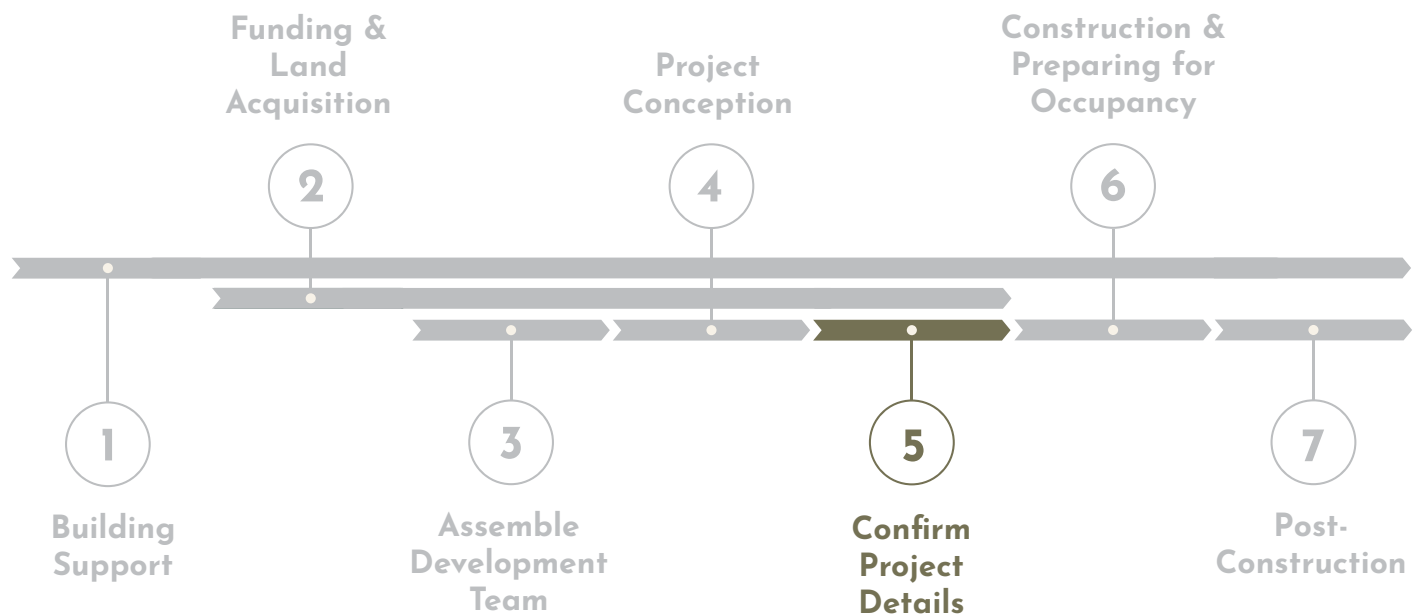 Funding &
Land
Acquisition
2
Project
Conception
4
Construction &
Preparing for
Occupancy
6
1
Building
Support
3
Assemble
Development
Team
5
Confirm
Project
Details
7
Post-
Construction